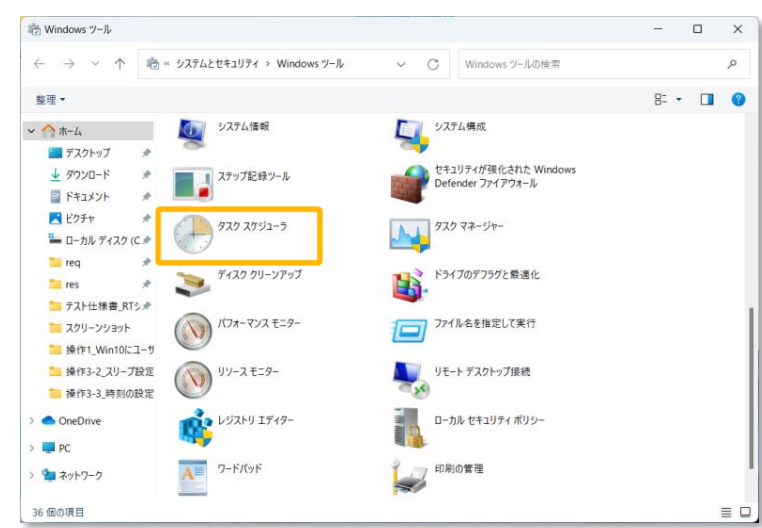 Windows ツール
« システムとセキュリティ › Windows ツール
Windows ツールの検索
整理
ホーム
デスクトップ
ダウンロード
ドキュメント
ピクチャ
ローカル ディスク (C
req
res
テスト仕様書_RTシ
スクリーンショット
操作1_Win10にユーザ
操作3-2_スリープ設定
操作3-3_時刻の設定
OneDrive
PC
ネットワーク
システム情報
システム構成
ステップ記録ツール
セキュリティが強化された Windows
Defender ファイアウォール
タスク スケジューラ
タスク マネージャー
ディスク クリーンアップ
ドライブのデフラグと最適化
パフォーマンス モニター
ファイル名を指定して実行
リソース モニター
リモート デスクトップ接続
レジストリ エディター
ローカル セキュリティ ポリシー
ワードパッド
印刷の管理
36 個の項目